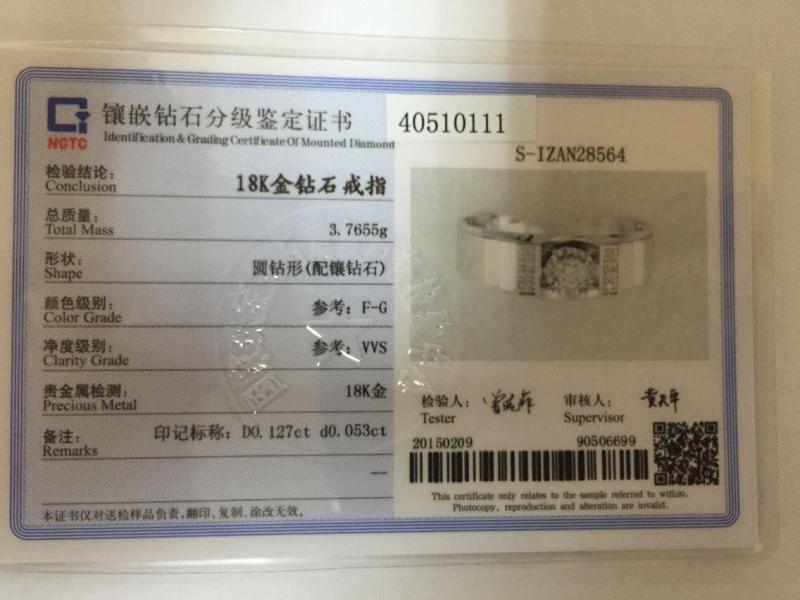 NGTC
镶嵌钻石分级鉴定证书
Identification & Grading Certificate Of Mounted Diamond
40510111
S-IZAN28564
检验结论:
Conclusion
18K金钻石戒指
总质量:
Total Mass
3.7655g
形状:
Shape
圆钻形(配镶钻石)
颜色级别:
Color Grade
参考: F-G
净度级别:
Clarity Grade
参考: VVS
贵金属检测:
Precious Metal
18K金
备注:
Remarks
印记标称: D0.127ct d0.053ct
--
本证书仅对送检样品负责,翻印、复制、涂改无效。
检验人:
Tester
审核人:
Supervisor
20150209
90506699
This certificate only relates to the sample referred to within.
Photocopy, reproduction and alteration are invalid.